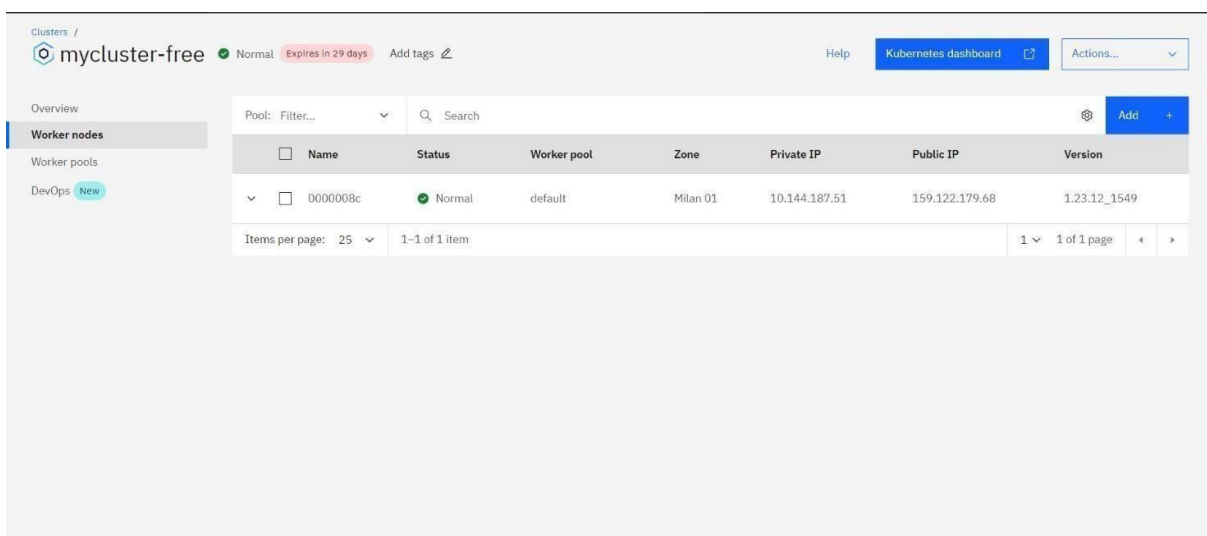 Clusters /
mycluster-free Normal Expires in 29 days Add tags Help Kubernetes dashboard Actions...
Overview
Worker nodes
Worker pools
DevOps New
Pool: Filter... Search Add +
Name Status Worker pool Zone Private IP Public IP Version
0000008c Normal default Milan 01 10.144.187.51 159.122.179.68 1.23.12_1549
Items per page: 25 1–1 of 1 item 1 1 of 1 page